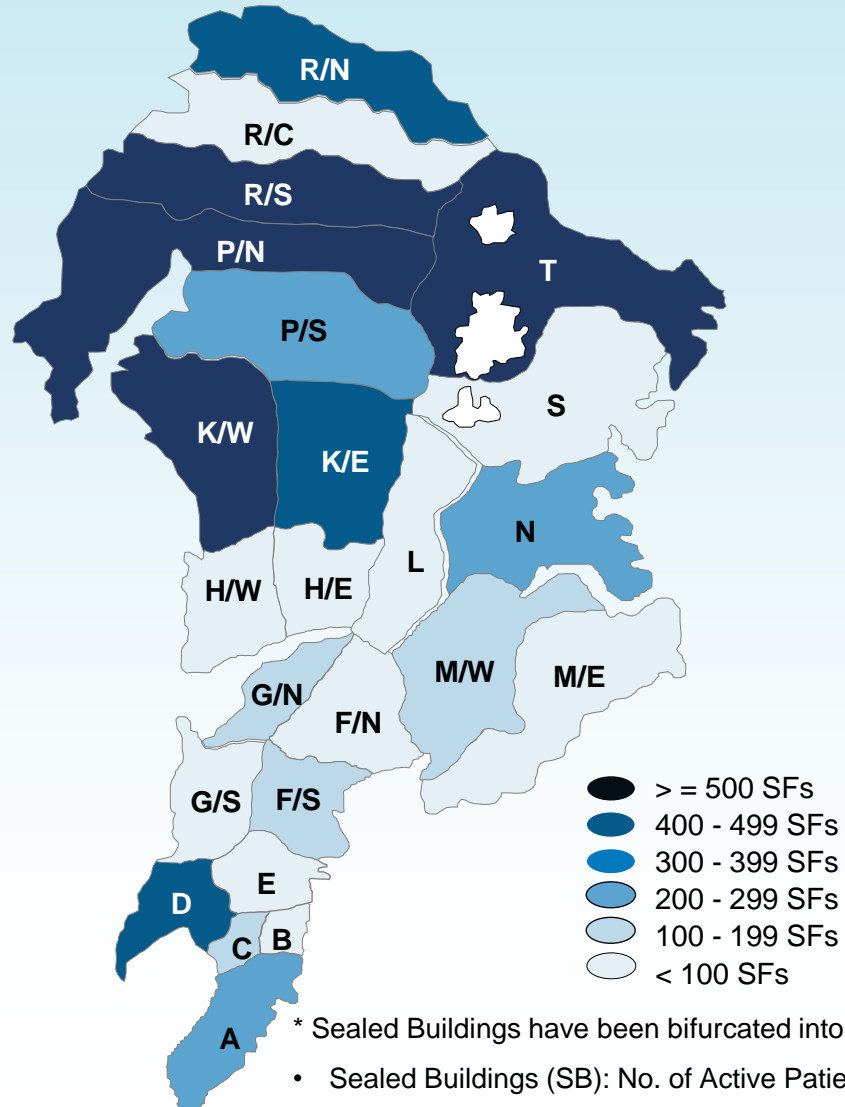 R/N
R/C
R/S
P/N
T
P/S
S
K/W
K/E
N
L
H/W
H/E
M/W
M/E
G/N
F/N
G/S
F/S
E
D
C
B
A
> = 500 SFs
400 - 499 SFs
300 - 399 SFs
200 - 299 SFs
100 - 199 SFs
< 100 SFs
* Sealed Buildings have been bifurcated into
• Sealed Buildings (SB): No. of Active Patie